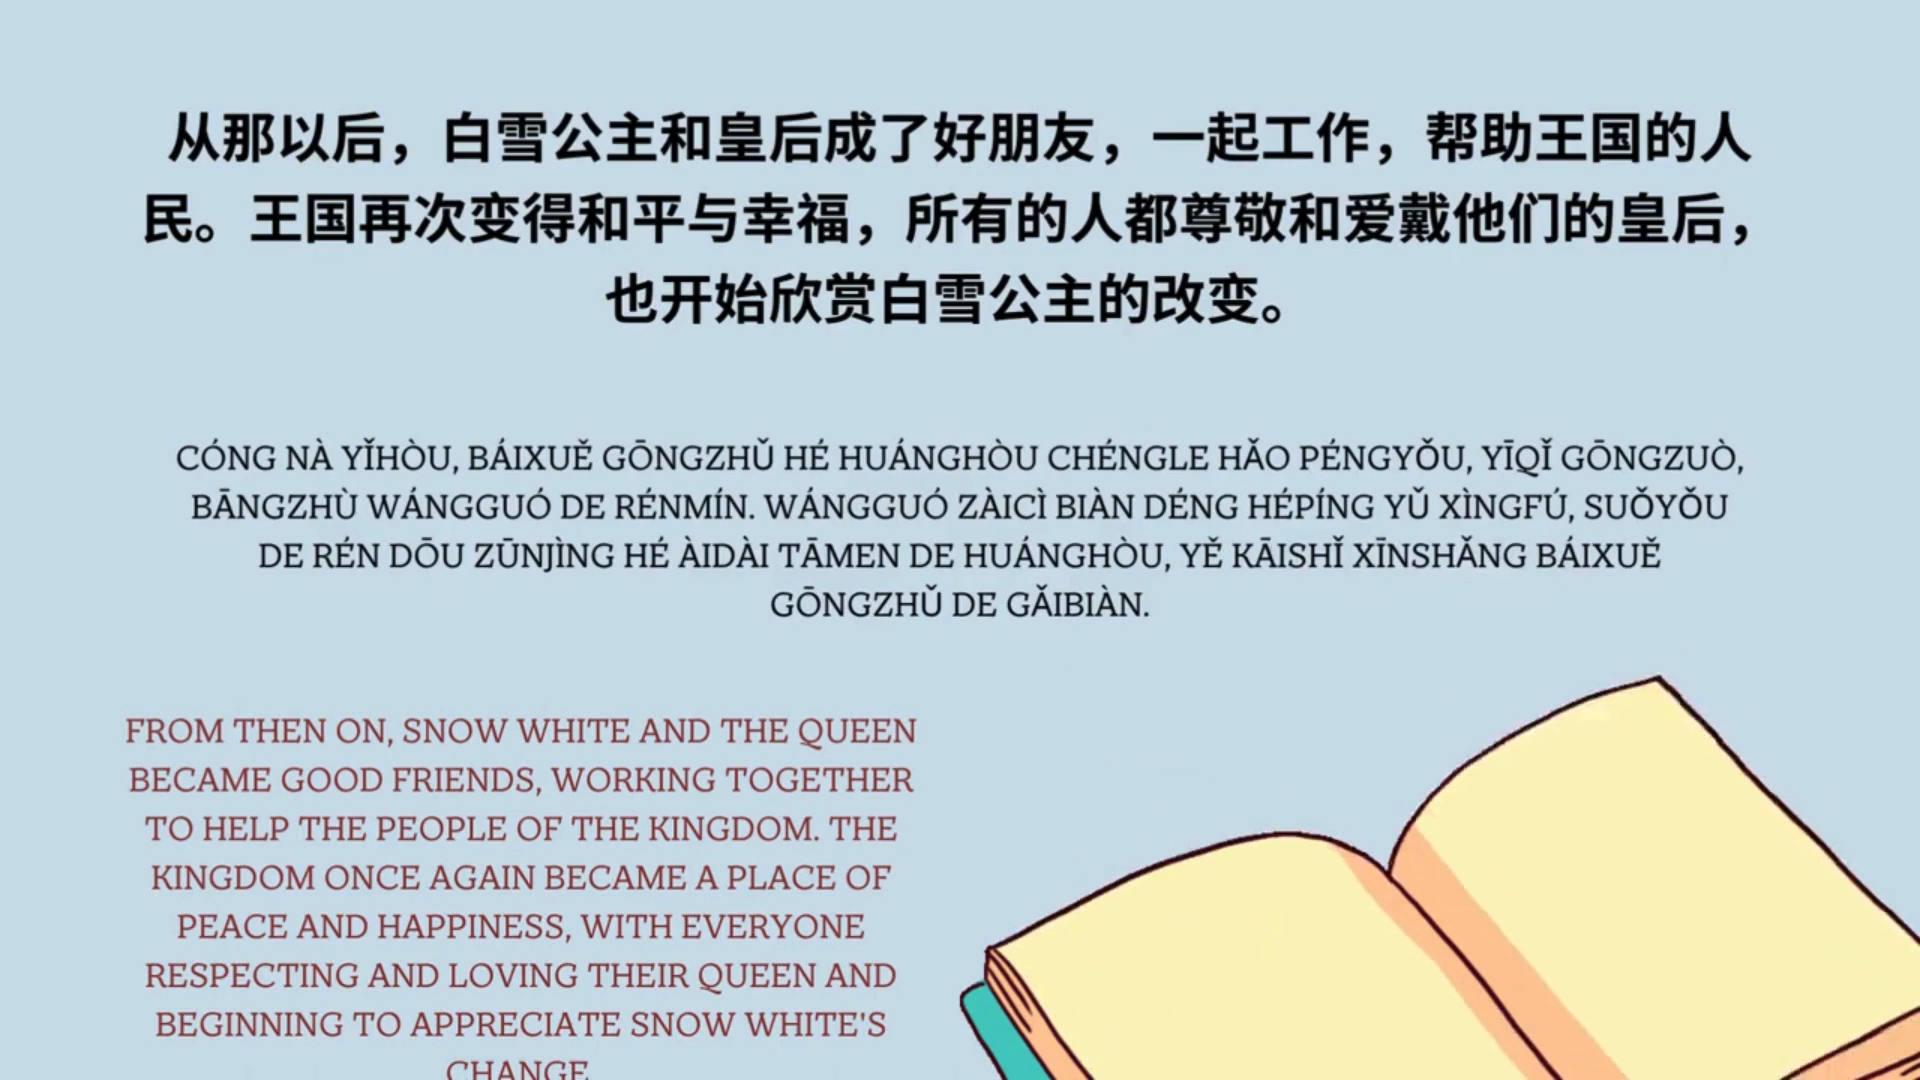 从那以后，白雪公主和皇后成了好朋友，一起工作，帮助王国的人
民。王国再次变得和平与幸福，所有的人都尊敬和爱戴他们的皇后，
也开始欣赏白雪公主的改变。
CÓNG NÀ YǏHÒU, BÁIXUĚ GŌNGZHǓ HÉ HUÁNGHÒU CHÉNGLE HǍO PÉNGYǑU, YĪQǏ GŌNGZUÒ,
BĀNGZHÙ WÁNGGUÓ DE RÉNMÍN. WÁNGGUÓ ZÀICÌ BIÀN DÉNG HÉPÍNG YǓ XÌNGFÚ, SUǑYǑU
DE RÉN DŌU ZŪNJÌNG HÉ ÀIDÀI TĀMEN DE HUÁNGHÒU, YĚ KĀISHǏ XĪNSHǍNG BÁIXUĚ
GŌNGZHǓ DE GǍIBIÀN.
FROM THEN ON, SNOW WHITE AND THE QUEEN
BECAME GOOD FRIENDS, WORKING TOGETHER
TO HELP THE PEOPLE OF THE KINGDOM. THE
KINGDOM ONCE AGAIN BECAME A PLACE OF
PEACE AND HAPPINESS, WITH EVERYONE
RESPECTING AND LOVING THEIR QUEEN AND
BEGINNING TO APPRECIATE SNOW WHITE'S
CHANGE